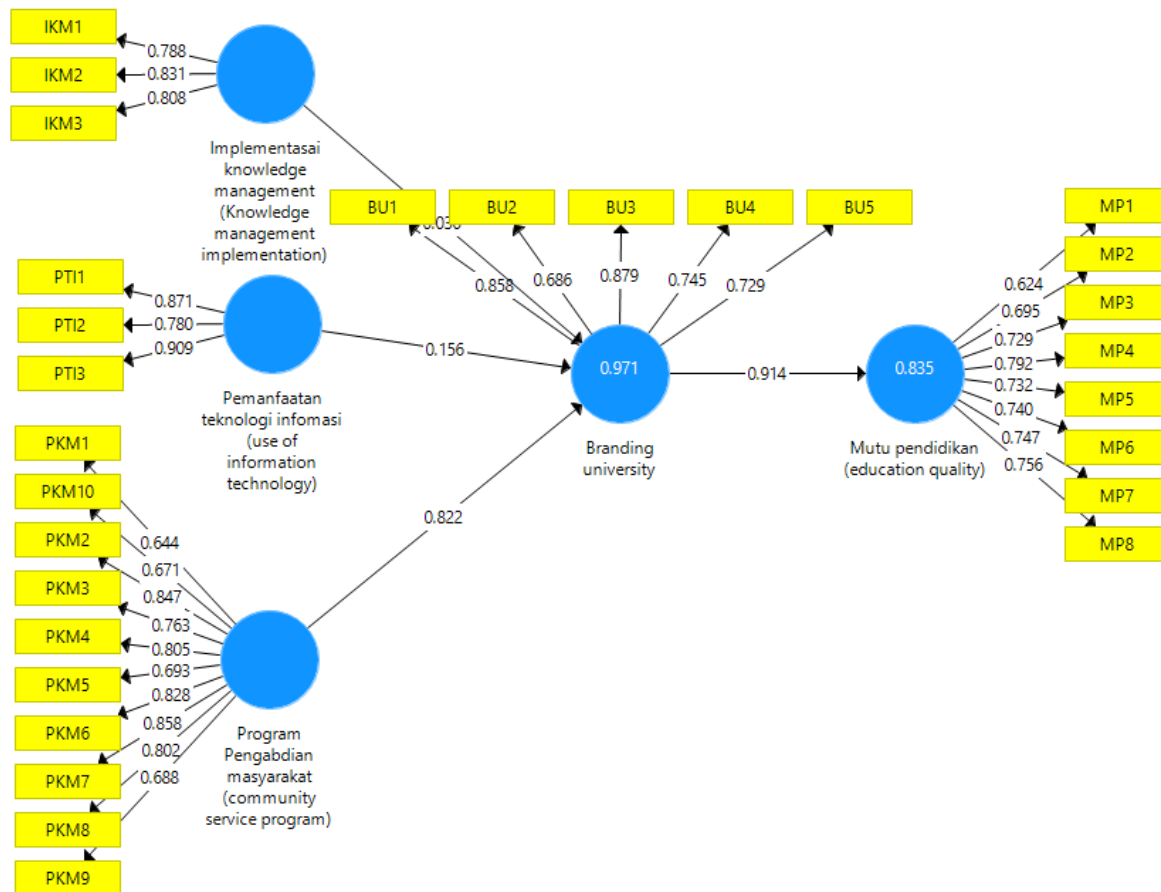 IKM1
IKM2
IKM3
0.788
0.831
0.808
Implementasai
knowledge
management
(Knowledge
management
implementation)
BU1
BU2
BU3
BU4
BU5
0.858
0.686
0.879
0.745
0.729
PTI1
PTI2
PTI3
0.871
0.780
0.909
Pemanfaatan
teknologi infomasi
(use of
information
technology)
0.156
0.971
Branding
university
0.914
0.835
Mutu pendidikan
(education quality)
MP1
MP2
MP3
MP4
MP5
MP6
MP7
MP8
0.624
0.695
0.729
0.792
0.732
0.740
0.747
0.756
PKM1
PKM10
PKM2
PKM3
PKM4
PKM5
PKM6
PKM7
PKM8
PKM9
0.644
0.671
0.847
0.763
0.805
0.693
0.828
0.858
0.802
0.688
0.822
Program
Pengabdian
masyarakat
(community
service program)